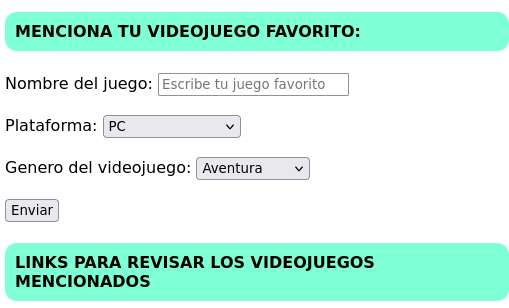 MENCIONA TU VIDEOJUEGO FAVORITO:
Nombre del juego: Escribe tu juego favorito
Plataforma: PC
Genero del videojuego: Aventura
Enviar
LINKS PARA REVISAR LOS VIDEOJUEGOS
MENCIONADOS